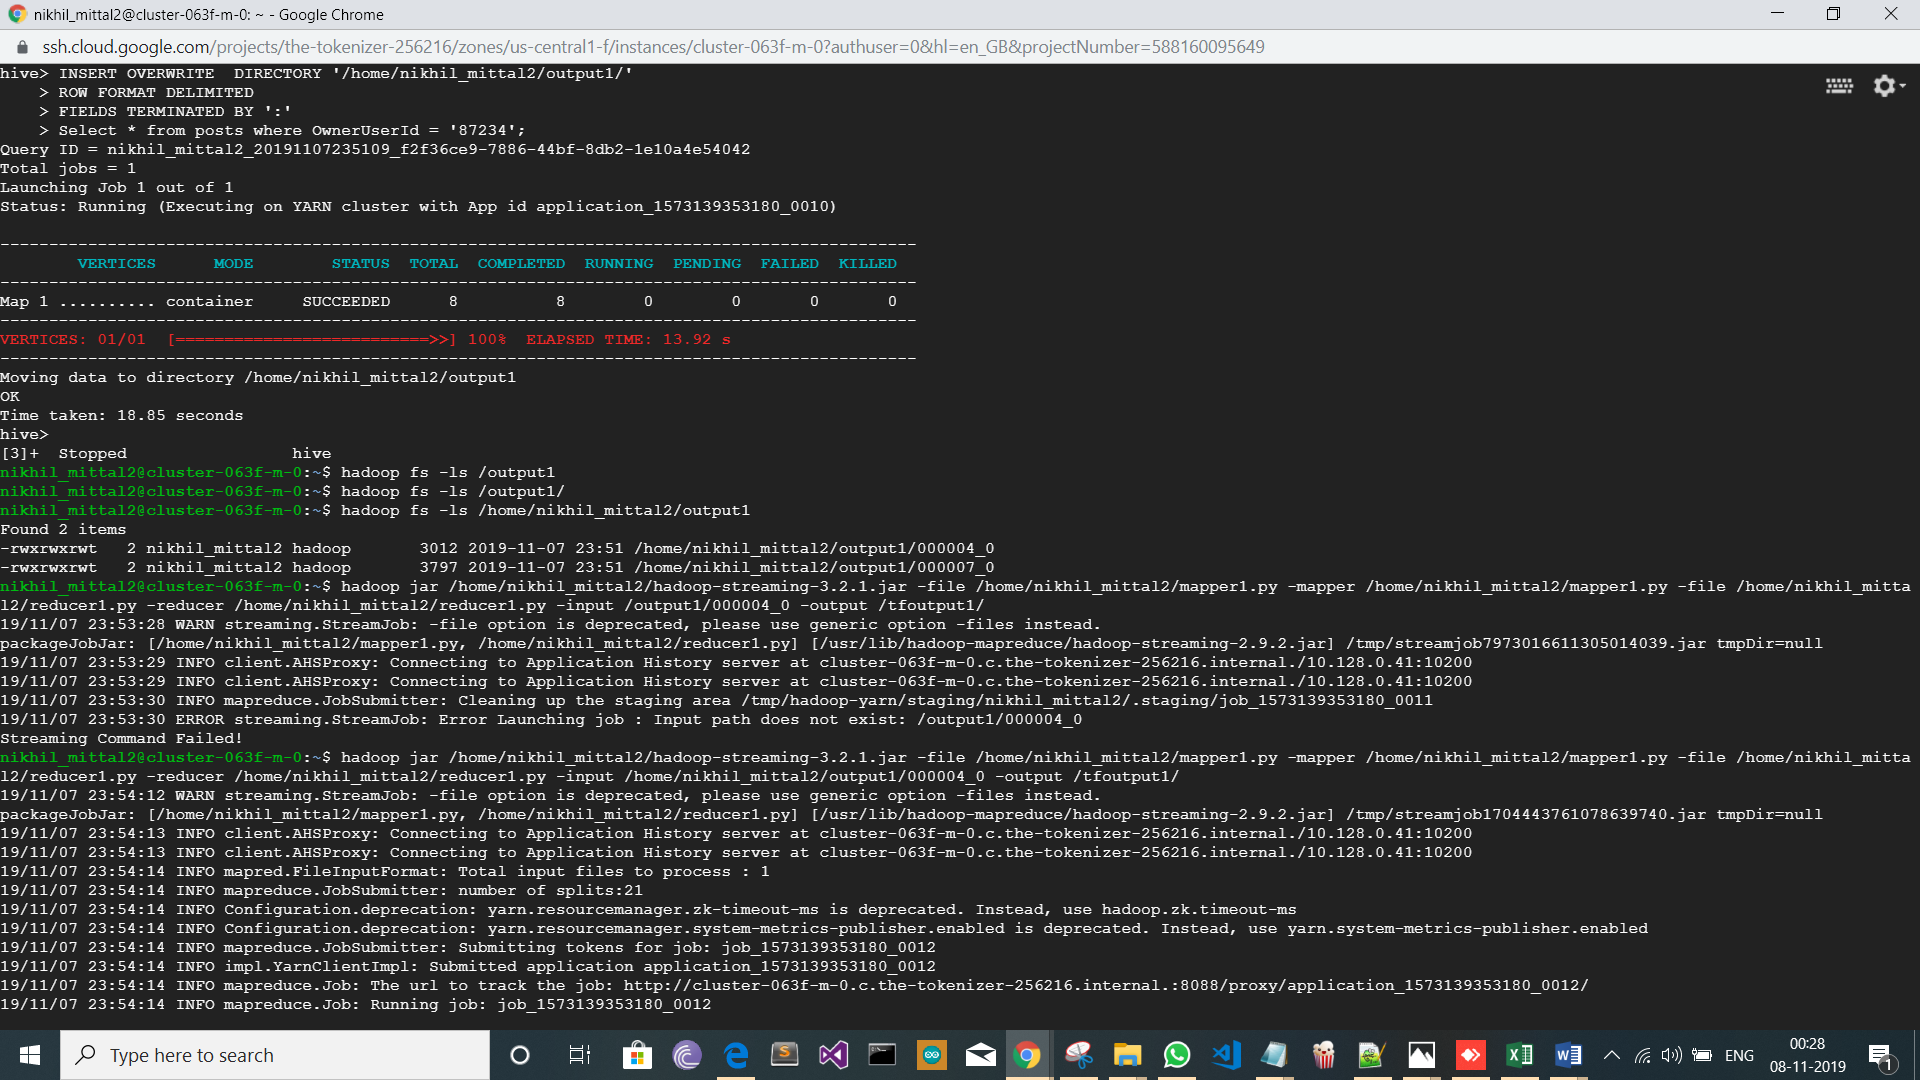 nikhil_mittal2@cluster-063f-m-0: ~ - Google Chrome
ssh.cloud.google.com/projects/the-tokenizer-256216/zones/us-central1-f/instances/cluster-063f-m-0?authuser=0&hl=en_GB&projectNumber=588160095649
hive> INSERT OVERWRITE  DIRECTORY '/home/nikhil_mittal2/output1/'
    > ROW FORMAT DELIMITED
    > FIELDS TERMINATED BY ':'
    > Select * from posts where OwnerUserId = '87234';
Query ID = nikhil_mittal2_20191107235109_f2f36ce9-7886-44bf-8db2-1e10a4e54042
Total jobs = 1
Launching Job 1 out of 1
Status: Running (Executing on YARN cluster with App id application_1573139353180_0010)
----------------------------------------------------------------------------------------------
        VERTICES      MODE        STATUS  TOTAL  COMPLETED  RUNNING  PENDING  FAILED  KILLED
----------------------------------------------------------------------------------------------
Map 1 .......... container     SUCCEEDED      8          8        0        0       0       0
----------------------------------------------------------------------------------------------
VERTICES: 01/01  [==========================>>] 100%  ELAPSED TIME: 13.92 s
----------------------------------------------------------------------------------------------
Moving data to directory /home/nikhil_mittal2/output1
OK
Time taken: 18.85 seconds
hive>
[3]+  Stopped                 hive
nikhil_mittal2@cluster-063f-m-0:~$ hadoop fs -ls /output1
nikhil_mittal2@cluster-063f-m-0:~$ hadoop fs -ls /output1/
nikhil_mittal2@cluster-063f-m-0:~$ hadoop fs -ls /home/nikhil_mittal2/output1
Found 2 items
-rwxrwxrwt   2 nikhil_mittal2 hadoop       3012 2019-11-07 23:51 /home/nikhil_mittal2/output1/000004_0
-rwxrwxrwt   2 nikhil_mittal2 hadoop       3797 2019-11-07 23:51 /home/nikhil_mittal2/output1/000007_0
nikhil_mittal2@cluster-063f-m-0:~$ hadoop jar /home/nikhil_mittal2/hadoop-streaming-3.2.1.jar -file /home/nikhil_mittal2/mapper1.py -mapper /home/nikhil_mittal2/mapper1.py -file /home/nikhil_mitta
l2/reducer1.py -reducer /home/nikhil_mittal2/reducer1.py -input /output1/000004_0 -output /tfoutput1/
19/11/07 23:53:28 WARN streaming.StreamJob: -file option is deprecated, please use generic option -files instead.
packageJobJar: [/home/nikhil_mittal2/mapper1.py, /home/nikhil_mittal2/reducer1.py] [/usr/lib/hadoop-mapreduce/hadoop-streaming-2.9.2.jar] /tmp/streamjob7973016611305014039.jar tmpDir=null
19/11/07 23:53:29 INFO client.AHSProxy: Connecting to Application History server at cluster-063f-m-0.c.the-tokenizer-256216.internal./10.128.0.41:10200
19/11/07 23:53:29 INFO client.AHSProxy: Connecting to Application History server at cluster-063f-m-0.c.the-tokenizer-256216.internal./10.128.0.41:10200
19/11/07 23:53:30 INFO mapreduce.JobSubmitter: Cleaning up the staging area /tmp/hadoop-yarn/staging/nikhil_mittal2/.staging/job_1573139353180_0011
19/11/07 23:53:30 ERROR streaming.StreamJob: Error Launching job : Input path does not exist: /output1/000004_0
Streaming Command Failed!
nikhil_mittal2@cluster-063f-m-0:~$ hadoop jar /home/nikhil_mittal2/hadoop-streaming-3.2.1.jar -file /home/nikhil_mittal2/mapper1.py -mapper /home/nikhil_mittal2/mapper1.py -file /home/nikhil_mitta
l2/reducer1.py -reducer /home/nikhil_mittal2/reducer1.py -input /home/nikhil_mittal2/output1/000004_0 -output /tfoutput1/
19/11/07 23:54:12 WARN streaming.StreamJob: -file option is deprecated, please use generic option -files instead.
packageJobJar: [/home/nikhil_mittal2/mapper1.py, /home/nikhil_mittal2/reducer1.py] [/usr/lib/hadoop-mapreduce/hadoop-streaming-2.9.2.jar] /tmp/streamjob1704443761078639740.jar tmpDir=null
19/11/07 23:54:13 INFO client.AHSProxy: Connecting to Application History server at cluster-063f-m-0.c.the-tokenizer-256216.internal./10.128.0.41:10200
19/11/07 23:54:13 INFO client.AHSProxy: Connecting to Application History server at cluster-063f-m-0.c.the-tokenizer-256216.internal./10.128.0.41:10200
19/11/07 23:54:14 INFO mapred.FileInputFormat: Total input files to process : 1
19/11/07 23:54:14 INFO mapreduce.JobSubmitter: number of splits:21
19/11/07 23:54:14 INFO Configuration.deprecation: yarn.resourcemanager.zk-timeout-ms is deprecated. Instead, use hadoop.zk.timeout-ms
19/11/07 23:54:14 INFO Configuration.deprecation: yarn.resourcemanager.system-metrics-publisher.enabled is deprecated. Instead, use yarn.system-metrics-publisher.enabled
19/11/07 23:54:14 INFO mapreduce.JobSubmitter: Submitting tokens for job: job_1573139353180_0012
19/11/07 23:54:14 INFO impl.YarnClientImpl: Submitted application application_1573139353180_0012
19/11/07 23:54:14 INFO mapreduce.Job: The url to track the job: http://cluster-063f-m-0.c.the-tokenizer-256216.internal.:8088/proxy/application_1573139353180_0012/
19/11/07 23:54:14 INFO mapreduce.Job: Running job: job_1573139353180_0012
Type here to search
ENG
00:28
08-11-2019
1